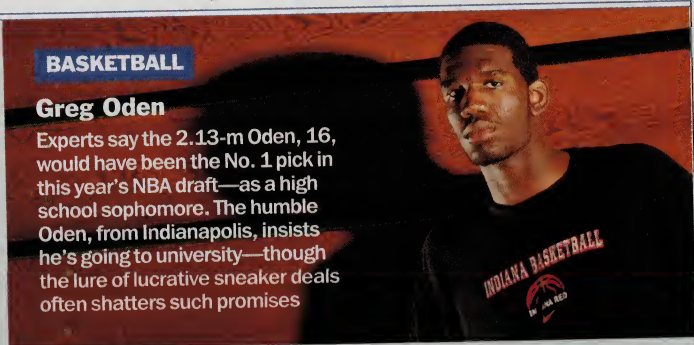 BASKETBALL
Greg Oden
Experts say the 2.13-m Oden, 16,
would have been the No. 1 pick in
this year's NBA draft—as a high
school sophomore. The humble
Oden, from Indianapolis, insists
he's going to university—though
the lure of lucrative sneaker deals
often shatters such promises
INDIANA BASKETBALL
RED